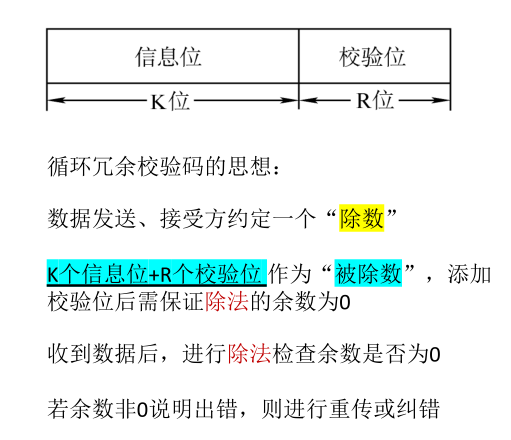 信息位 校验位
K位 R位
循环冗余校验码的思想：
数据发送、接受方约定一个“除数”
K个信息位+R个校验位作为“被除数”，添加
校验位后需保证除法的余数为0
收到数据后，进行除法检查余数是否为0
若余数非0说明出错，则进行重传或纠错